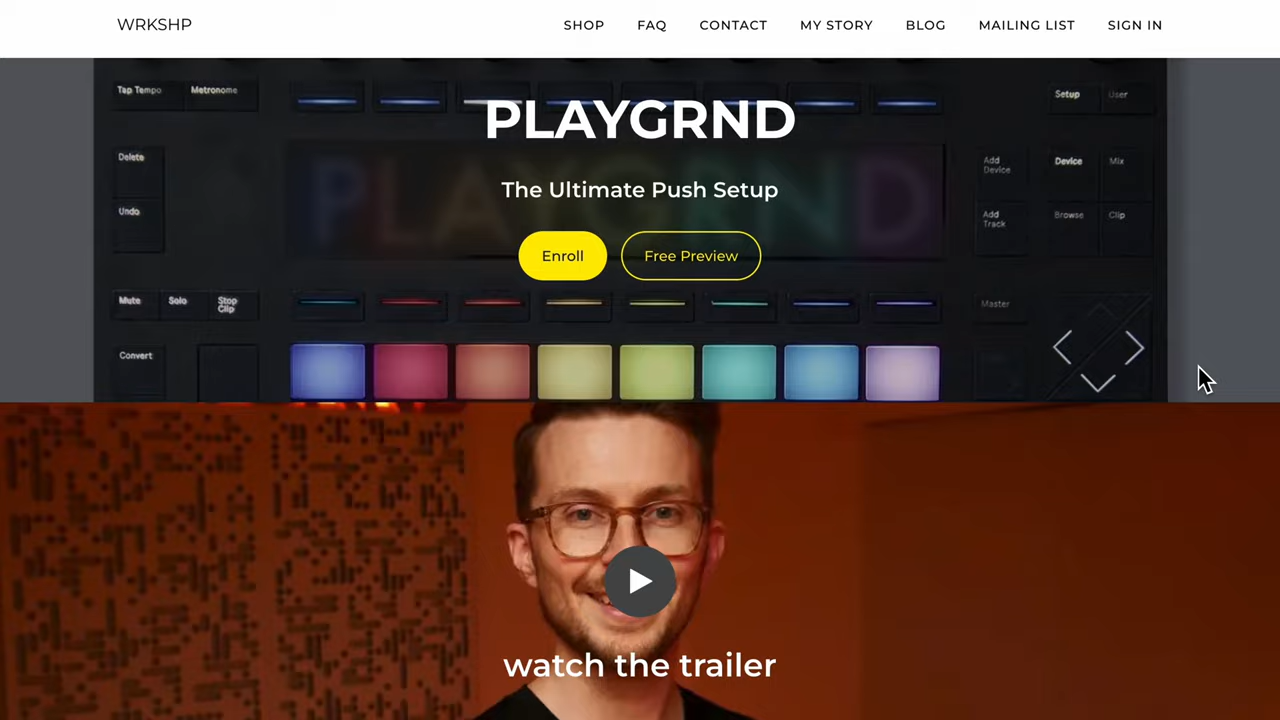 WRKSHP
SHOP FAQ CONTACT MY STORY BLOG MAILING LIST SIGN IN
Tap Tempo Metronome
Setup User
PLAYGRND
Delete
PLAYGRND
Add Device
Device Mix
The Ultimate Push Setup
Undo
Add Track
Browse Clip
Enroll Free Preview
Mute Solo Stop Clip
Master
Convert
watch the trailer